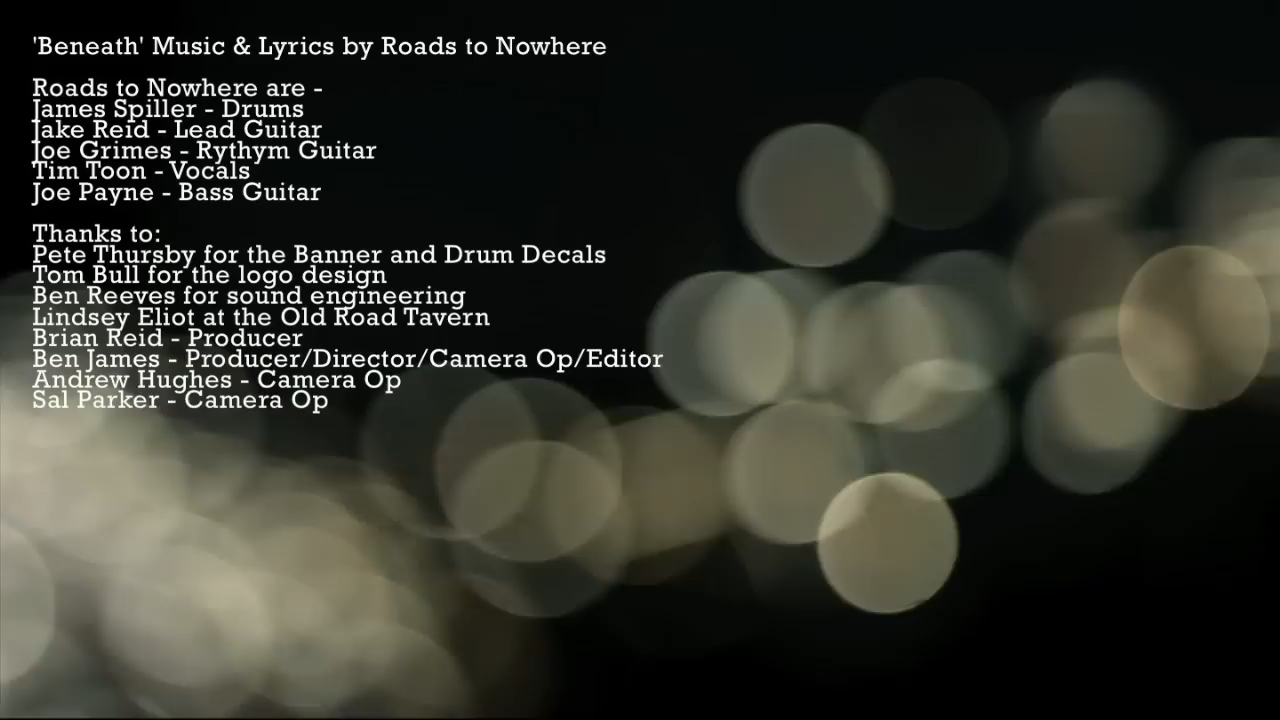 'Beneath' Music & Lyrics by Roads to Nowhere
Roads to Nowhere are -
James Spiller - Drums
Jake Reid - Lead Guitar
Joe Grimes - Rythym Guitar
Tim Toon - Vocals
Joe Payne - Bass Guitar
Thanks to:
Pete Thursby for the Banner and Drum Decals
Tom Bull for the logo design
Ben Reeves for sound engineering
Lindsey Eliot at the Old Road Tavern
Brian Reid - Producer
Ben James - Producer/Director/Camera Op/Editor
Andrew Hughes - Camera Op
Sal Parker - Camera Op